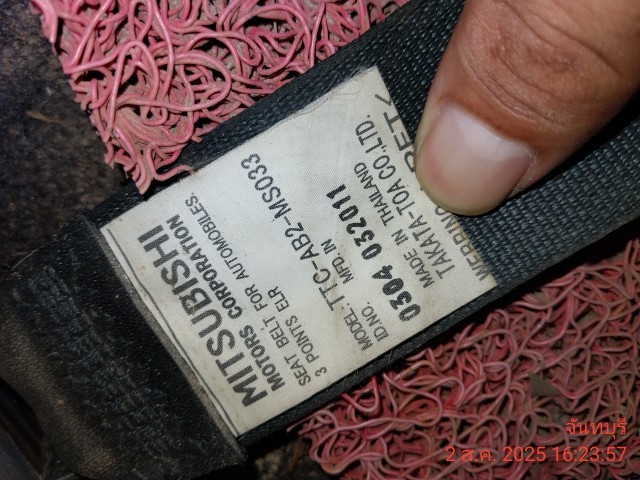 MITSUBISHI
MOTORS CORPORATION
SEAT BELT FOR AUTOMOBILES.
3 POINTS ELR
MODEL. TTC-AB2-MS033
ID.NO. MFD. IN
0304 032011
MADE IN THAILAND
TAKATA-TOA CO.,LTD.
WEBBING
จันทบุรี
2 ส.ค. 2025 16:23:57